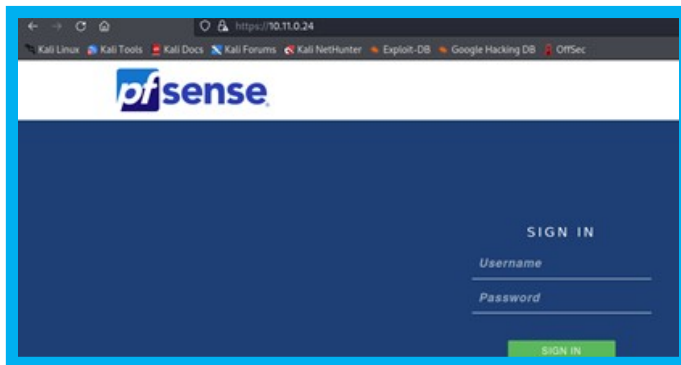 https://10.11.0.24
Kali Linux Kali Tools Kali Docs Kali Forums Kali NetHunter Exploit-DB Google Hacking DB OffSec
pfsense
SIGN IN
Username
Password
SIGN IN